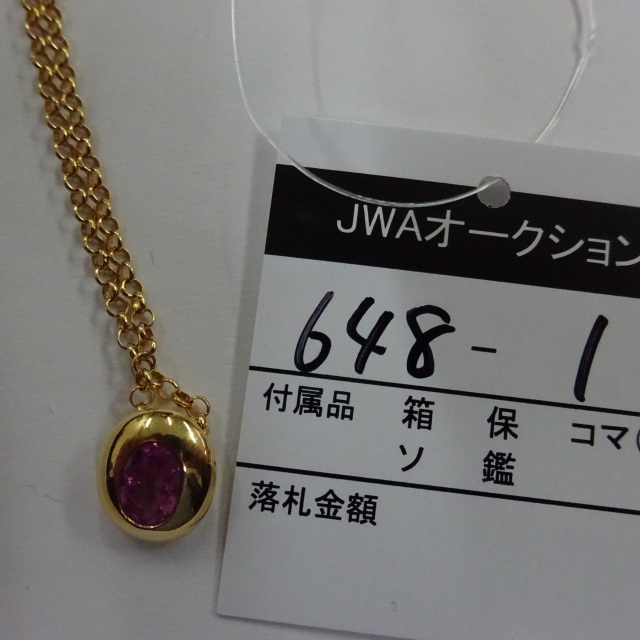 JWAオークション
648-1
付属品 箱 保 コマ(
ソ 鑑
落札金額